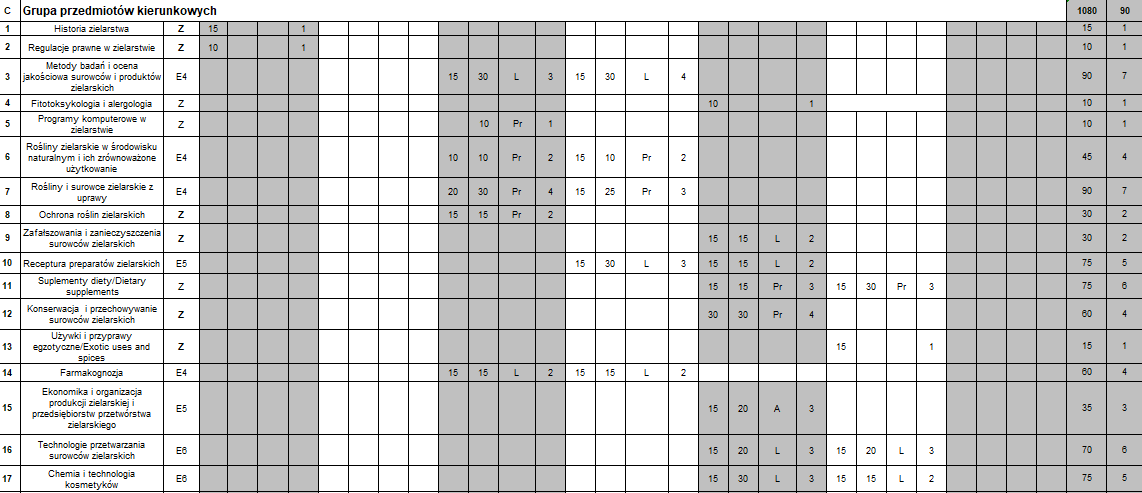 C Grupa przedmiotów kierunkowych 1080 90
1 Historia zielarstwa Z 15 1 15 1
2 Regulacje prawne w zielarstwie Z 10 1 10 1
3 Metody badań i ocena
jakościowa surowców i produktów
zielarskich E4 15 30 L 3 15 30 L 4 90 7
4 Fitotoksykologia i alergologia Z 10 1 10 1
5 Programy komputerowe w
zielarstwie Z 10 Pr 1 10 1
6 Rośliny zielarskie w środowisku
naturalnym i ich zrównoważone
użytkowanie E4 10 10 Pr 2 15 10 Pr 2 45 4
7 Rośliny i surowce zielarskie z
uprawy E4 20 30 Pr 4 15 25 Pr 3 90 7
8 Ochrona roślin zielarskich Z 15 15 Pr 2 30 2
9 Zafałszowania i zanieczyszczenia
surowców zielarskich Z 15 15 L 2 30 2
10 Receptura preparatów zielarskich E5 15 30 L 3 15 15 L 2 75 5
11 Suplementy diety/Dietary
supplements Z 15 15 Pr 3 15 30 Pr 3 75 6
12 Konserwacja i przechowywanie
surowców zielarskich Z 30 30 Pr 4 60 4
13 Używki i przyprawy
egzotyczne/Exotic uses and
spices Z 15 1 15 1
14 Farmakognozja E4 15 15 L 2 15 15 L 2 60 4
15 Ekonomika i organizacja
produkcji zielarskiej i
przedsiębiorstw przetwórstwa
zielarskiego E5 15 20 A 3 35 3
16 Technologie przetwarzania
surowców zielarskich E6 15 20 L 3 15 20 L 3 70 6
17 Chemia i technologia
kosmetyków E6 15 30 L 3 15 15 L 2 75 5